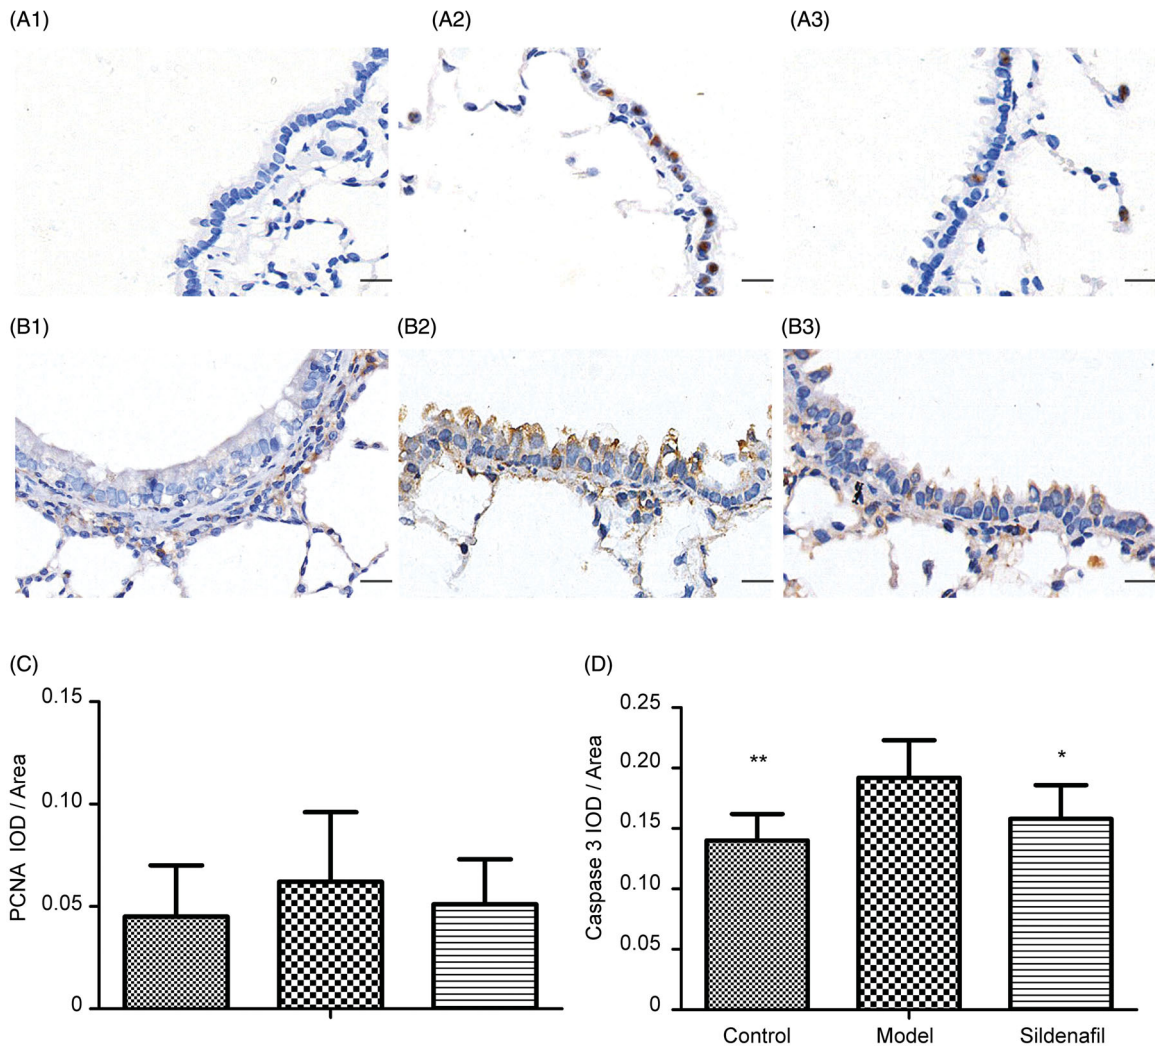 (A1)
(A2)
(A3)
(B1)
(B2)
(B3)
(C)
PCNA IOD / Area
0.15
0.10
0.05
0
(D)
Caspase 3 IOD / Area
0.25
0.20
0.15
0.10
0.05
0
**
*
Control
Model
Sildenafil